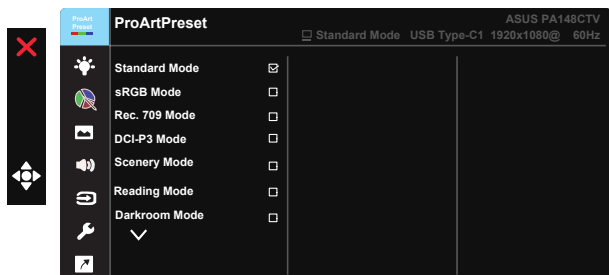 ProArt
Preset
ProArtPreset
ASUS PA148CTV
Standard Mode USB Type-C1 1920x1080@ 60Hz
Standard Mode
sRGB Mode
Rec. 709 Mode
DCI-P3 Mode
Scenery Mode
Reading Mode
Darkroom Mode